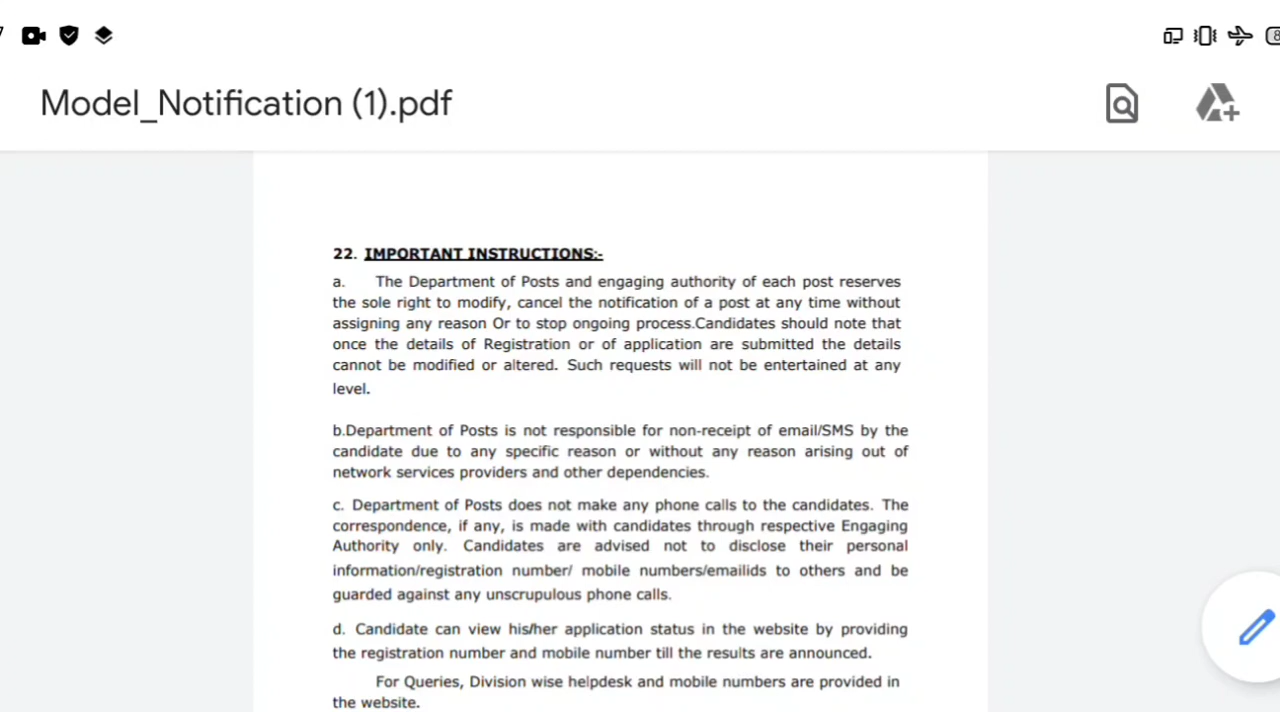 Model_Notification (1).pdf
22. IMPORTANT INSTRUCTIONS:-
a. The Department of Posts and engaging authority of each post reserves
the sole right to modify, cancel the notification of a post at any time without
assigning any reason Or to stop ongoing process.Candidates should note that
once the details of Registration or of application are submitted the details
cannot be modified or altered. Such requests will not be entertained at any
level.
b.Department of Posts is not responsible for non-receipt of email/SMS by the
candidate due to any specific reason or without any reason arising out of
network services providers and other dependencies.
c. Department of Posts does not make any phone calls to the candidates. The
correspondence, if any, is made with candidates through respective Engaging
Authority only. Candidates are advised not to disclose their personal
information/registration number/ mobile numbers/emailids to others and be
guarded against any unscrupulous phone calls.
d. Candidate can view his/her application status in the website by providing
the registration number and mobile number till the results are announced.
For Queries, Division wise helpdesk and mobile numbers are provided in
the website.